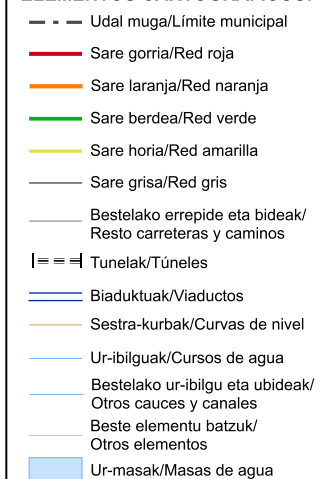 Udal muga/Límite municipal
Sare gorria/Red roja
Sare laranja/Red naranja
Sare berdea/Red verde
Sare horia/Red amarilla
Sare grisa/Red gris
Bestelako errepide eta bideak/
Resto carreteras y caminos
Tunelak/Túneles
Biaduktuak/Viaductos
Sestra-kurbak/Curvas de nivel
Ur-ibilguak/Cursos de agua
Bestelako ur-ibilgu eta ubideak/
Otros cauces y canales
Beste elementu batzuk/
Otros elementos
Ur-masak/Masas de agua